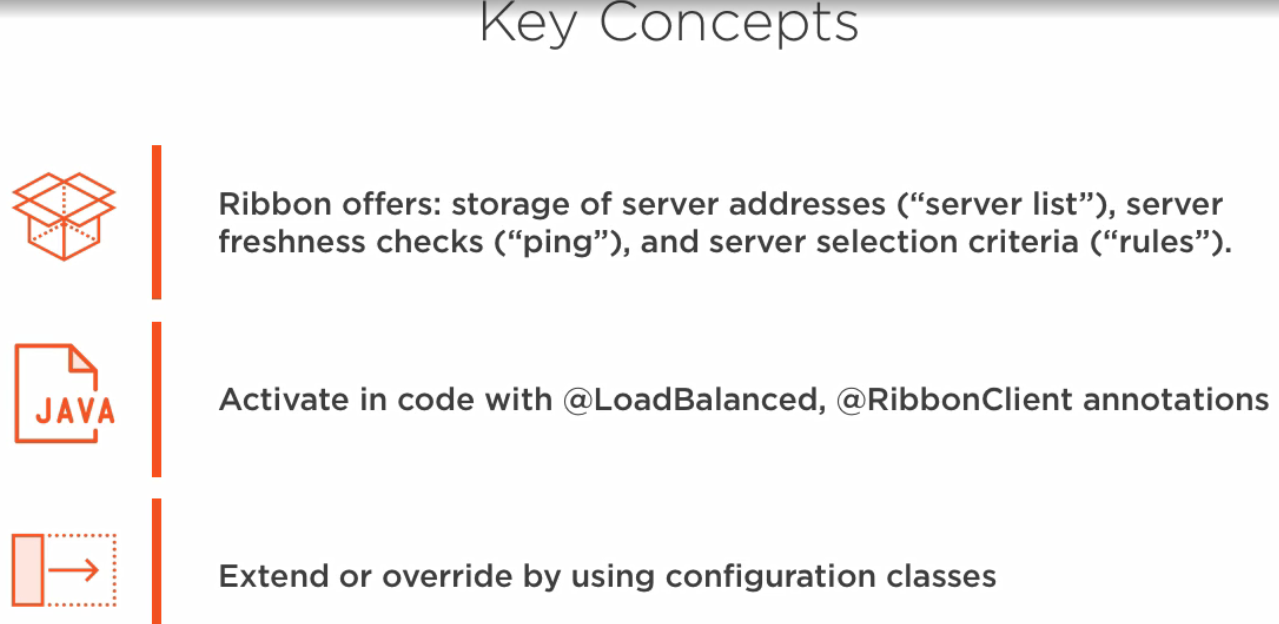 Key Concepts
Ribbon offers: storage of server addresses (“server list”), server
freshness checks (“ping”), and server selection criteria (“rules”).
JAVA
Activate in code with @LoadBalanced, @RibbonClient annotations
Extend or override by using configuration classes